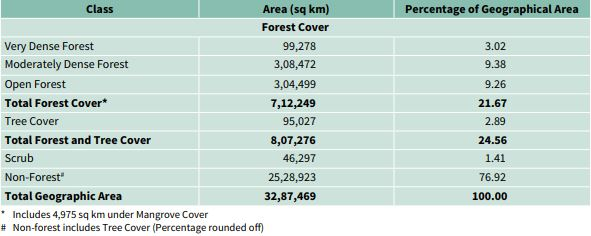 Class Area (sq km) Percentage of Geographical Area
Forest Cover
Very Dense Forest 99,278 3.02
Moderately Dense Forest 3,08,472 9.38
Open Forest 3,04,499 9.26
Total Forest Cover* 7,12,249 21.67
Tree Cover 95,027 2.89
Total Forest and Tree Cover 8,07,276 24.56
Scrub 46,297 1.41
Non-Forest# 25,28,923 76.92
Total Geographic Area 32,87,469 100.00
* Includes 4,975 sq km under Mangrove Cover
# Non-forest includes Tree Cover (Percentage rounded off)